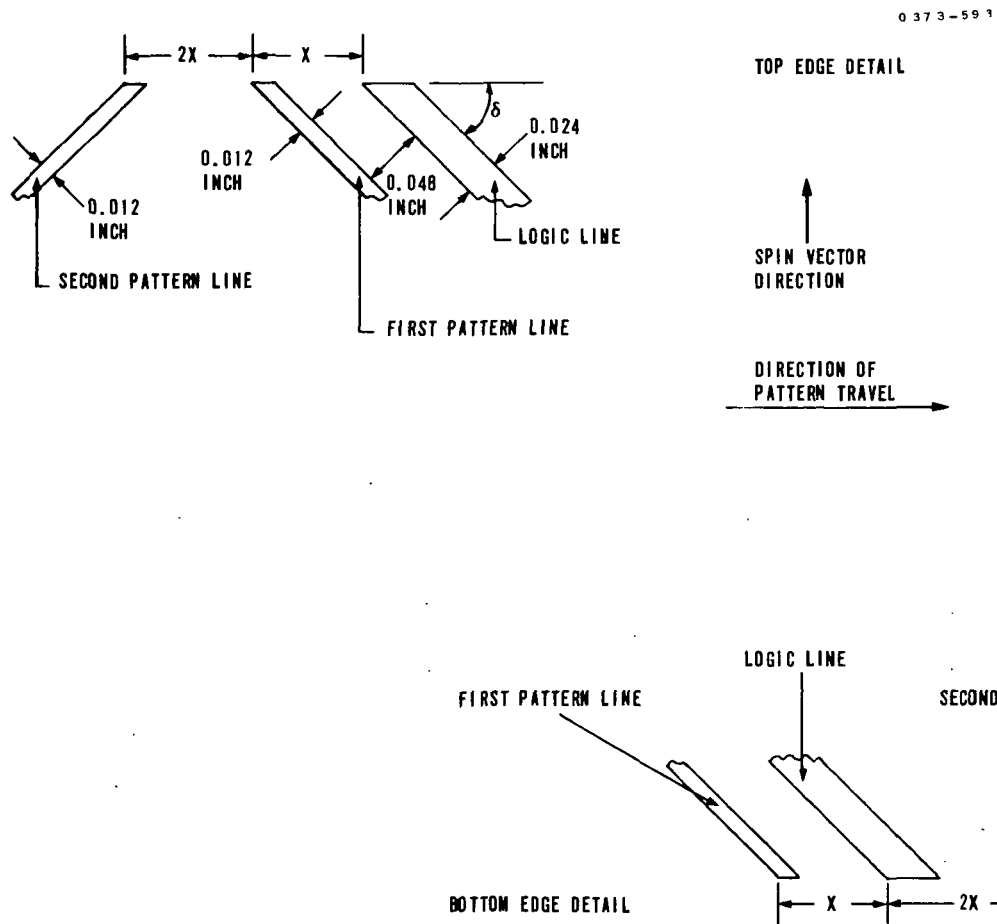 0373-593
2X
X
TOP EDGE DETAIL
δ
0.024
INCH
0.012
INCH
0.048
INCH
0.012
INCH
LOGIC LINE
SECOND PATTERN LINE
SPIN VECTOR
DIRECTION
FIRST PATTERN LINE
DIRECTION OF
PATTERN TRAVEL
LOGIC LINE
FIRST PATTERN LINE
SECOND
BOTTOM EDGE DETAIL
X
2X